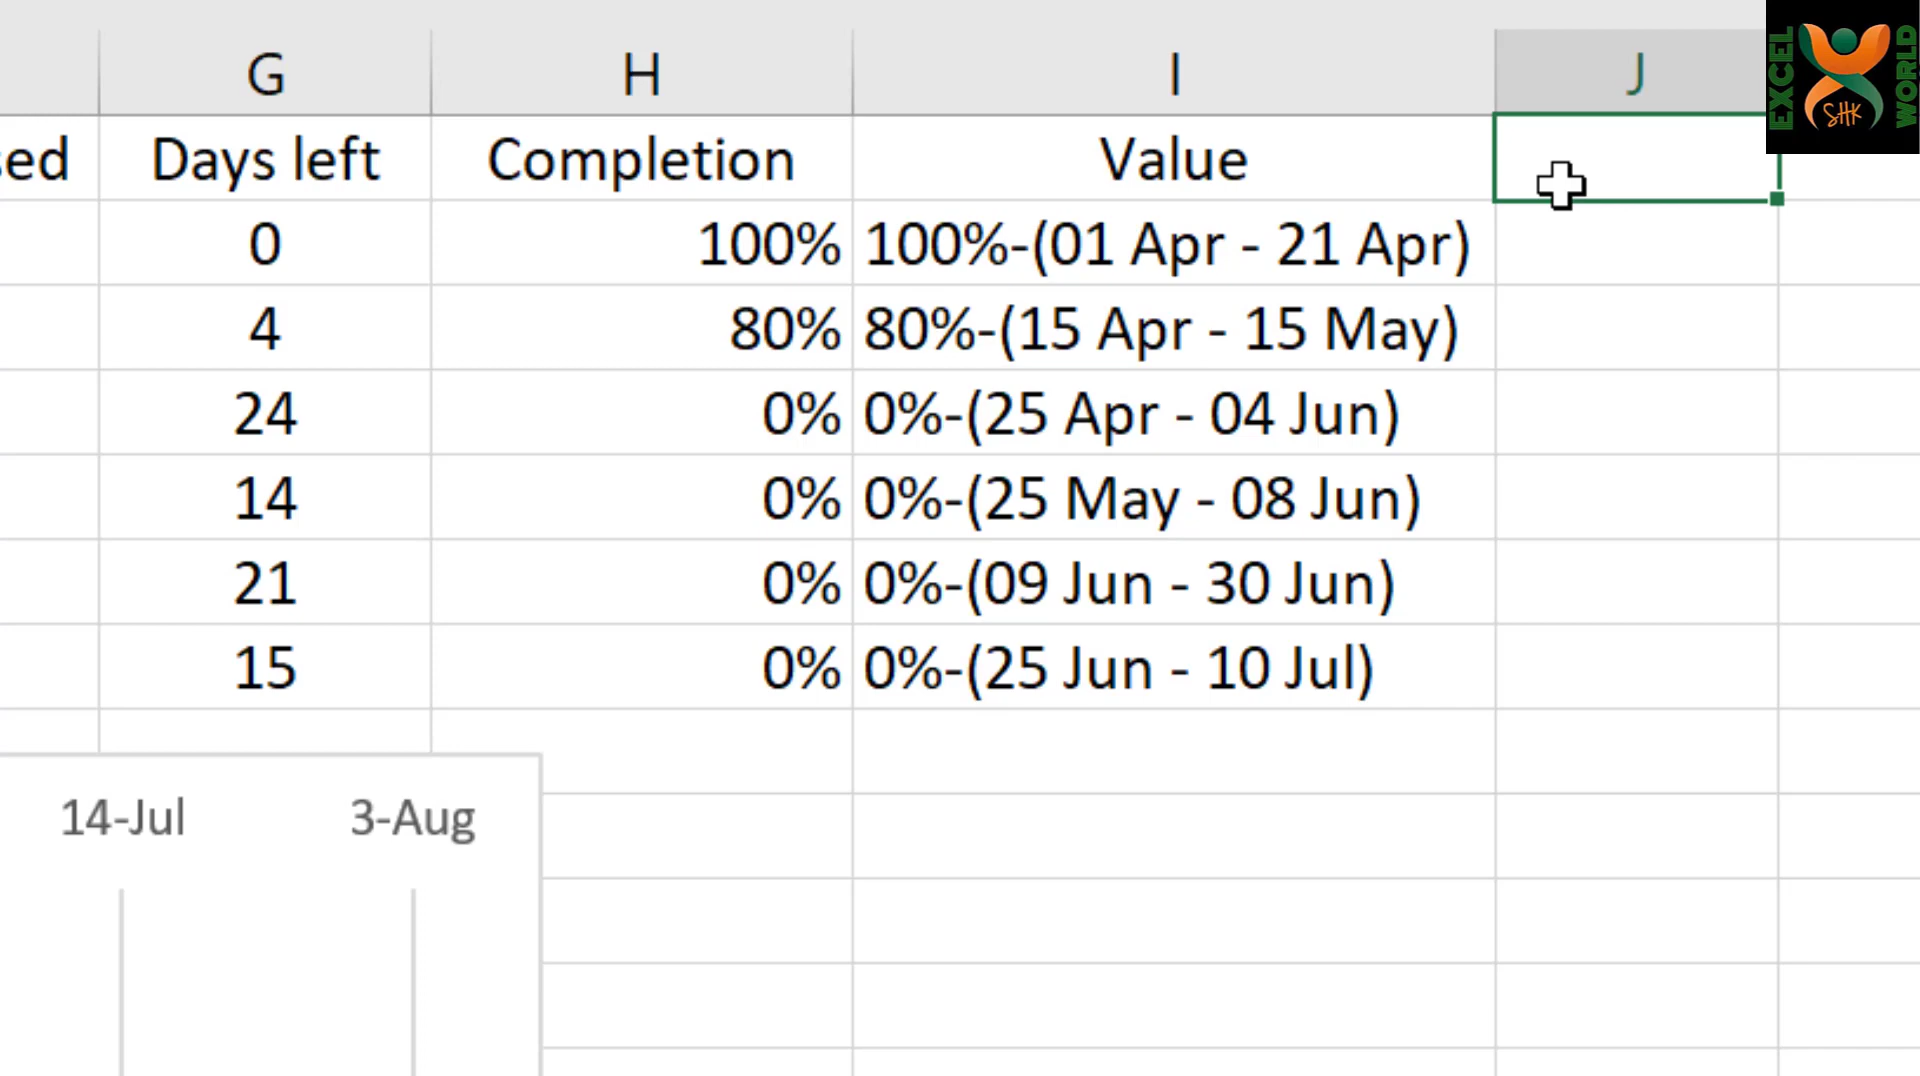 G H I J
sed Days left Completion Value
0 100% 100%-(01 Apr - 21 Apr)
4 80% 80%-(15 Apr - 15 May)
24 0% 0%-(25 Apr - 04 Jun)
14 0% 0%-(25 May - 08 Jun)
21 0% 0%-(09 Jun - 30 Jun)
15 0% 0%-(25 Jun - 10 Jul)
14-Jul 3-Aug
EXCEL
SHK
WORLD